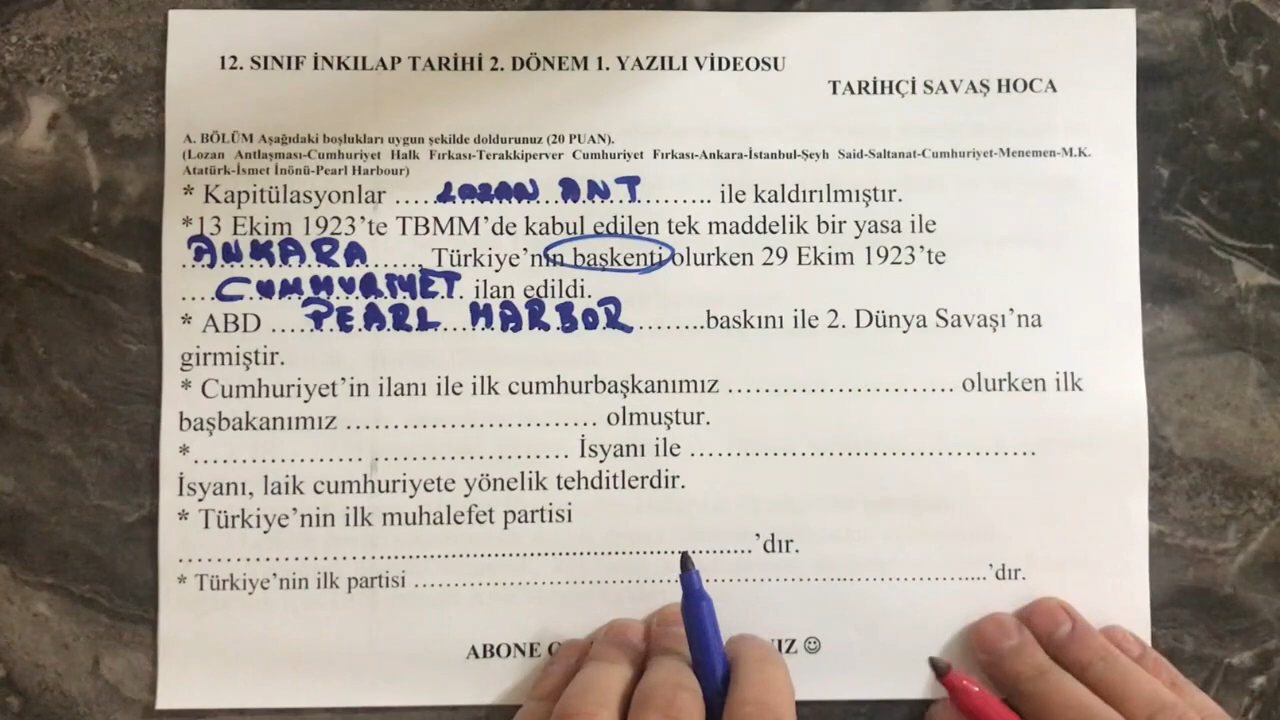 12. SINIF İNKILAP TARİHİ 2. DÖNEM 1. YAZILI VİDEOSU
TARİHÇİ SAVAŞ HOCA
A. BÖLÜM Aşağıdaki boşlukları uygun şekilde doldurunuz (20 PUAN).
(Lozan Antlaşması-Cumhuriyet Halk Fırkası-Terakkiperver Cumhuriyet Fırkası-Ankara-İstanbul-Şeyh Said-Saltanat-Cumhuriyet-Menemen-M.K.
Atatürk-İsmet İnönü-Pearl Harbour)
* Kapitülasyonlar ....LOZAN ANT.......... ile kaldırılmıştır.
*13 Ekim 1923'te TBMM'de kabul edilen tek maddelik bir yasa ile
ANKARA....... Türkiye'nin başkenti olurken 29 Ekim 1923'te
....CUMHURİYET. ilan edildi.
* ABD ....PEARL HARBOR........baskını ile 2. Dünya Savaşı'na
girmiştir.
* Cumhuriyet'in ilanı ile ilk cumhurbaşkanımız ........................ olurken ilk
başbakanımız ........................... olmuştur.
*........................................ İsyanı ile .....................................
İsyanı, laik cumhuriyete yönelik tehditlerdir.
* Türkiye'nin ilk muhalefet partisi
................................................................................'dır.
* Türkiye'nin ilk partisi ................................................................................'dır.
ABONE